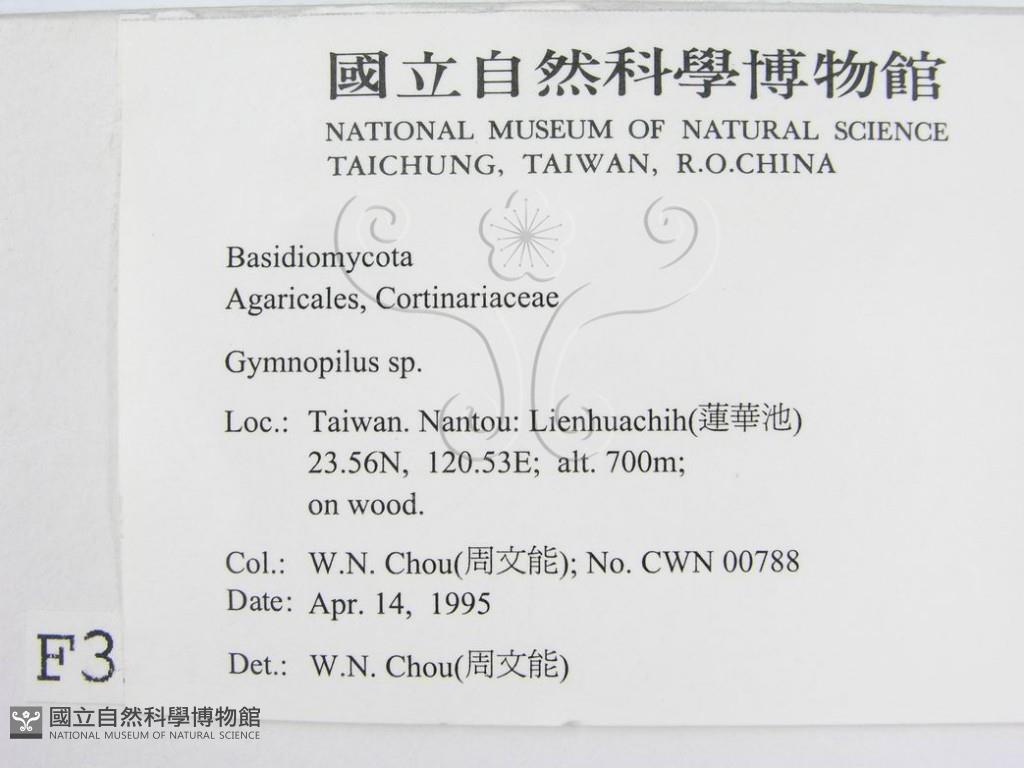 國立自然科學博物館
NATIONAL MUSEUM OF NATURAL SCIENCE
TAICHUNG, TAIWAN, R.O.CHINA
Basidiomycota
Agaricales, Cortinariaceae
Gymnopilus sp.
Loc.: Taiwan. Nantou: Lienhuachih(蓮華池)
23.56N, 120.53E; alt. 700m;
on wood.
Col.: W.N. Chou(周文能); No. CWN 00788
Date: Apr. 14, 1995
Det.: W.N. Chou(周文能)
F3
國立自然科學博物館
NATIONAL MUSEUM OF NATURAL SCIENCE